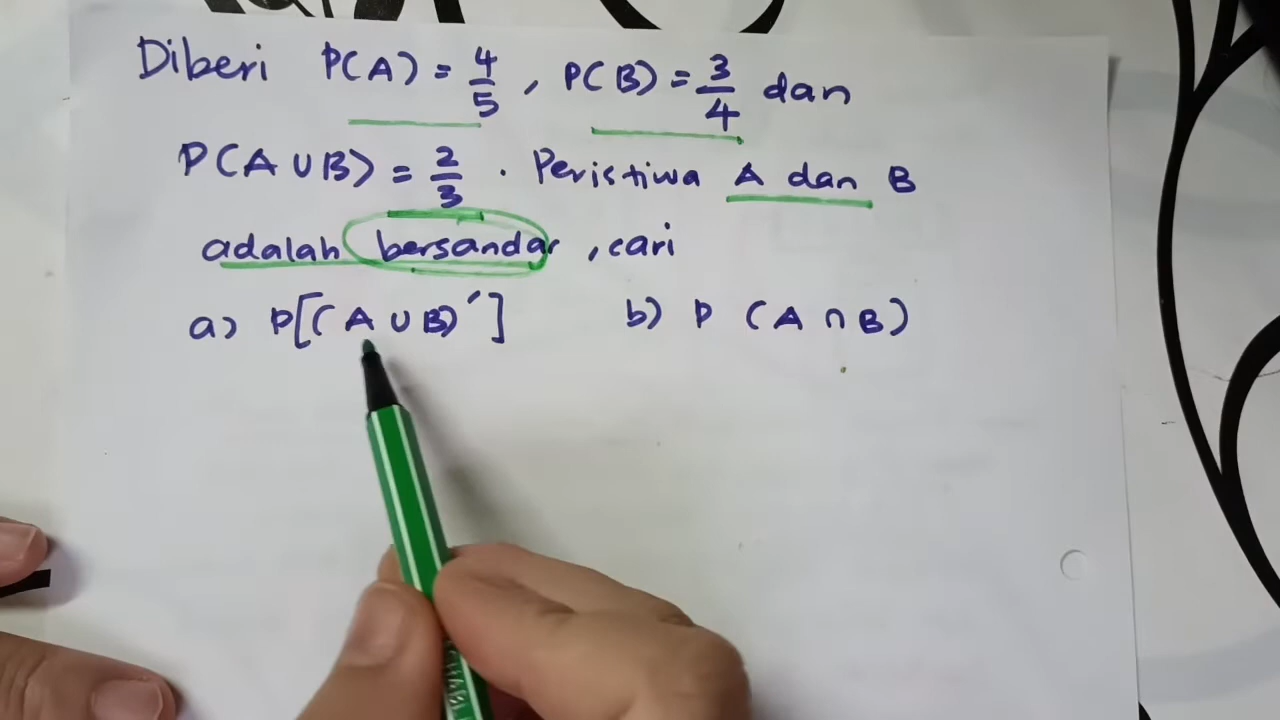 Diberi P(A) = 4/5 , P(B) = 3/4 dan
P(A ∪ B) = 2/3 . Peristiwa A dan B
adalah bersandar , cari
a) P[(A ∪ B)′] b) P (A ∩ B)